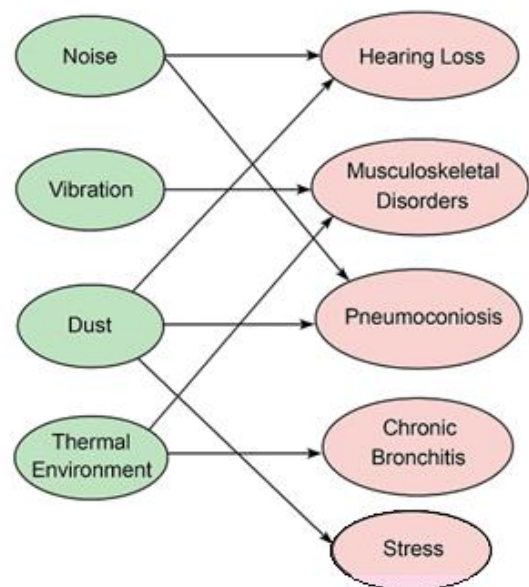 Noise
Hearing Loss
Vibration
Musculoskeletal
Disorders
Dust
Pneumoconiosis
Thermal
Environment
Chronic
Bronchitis
Stress